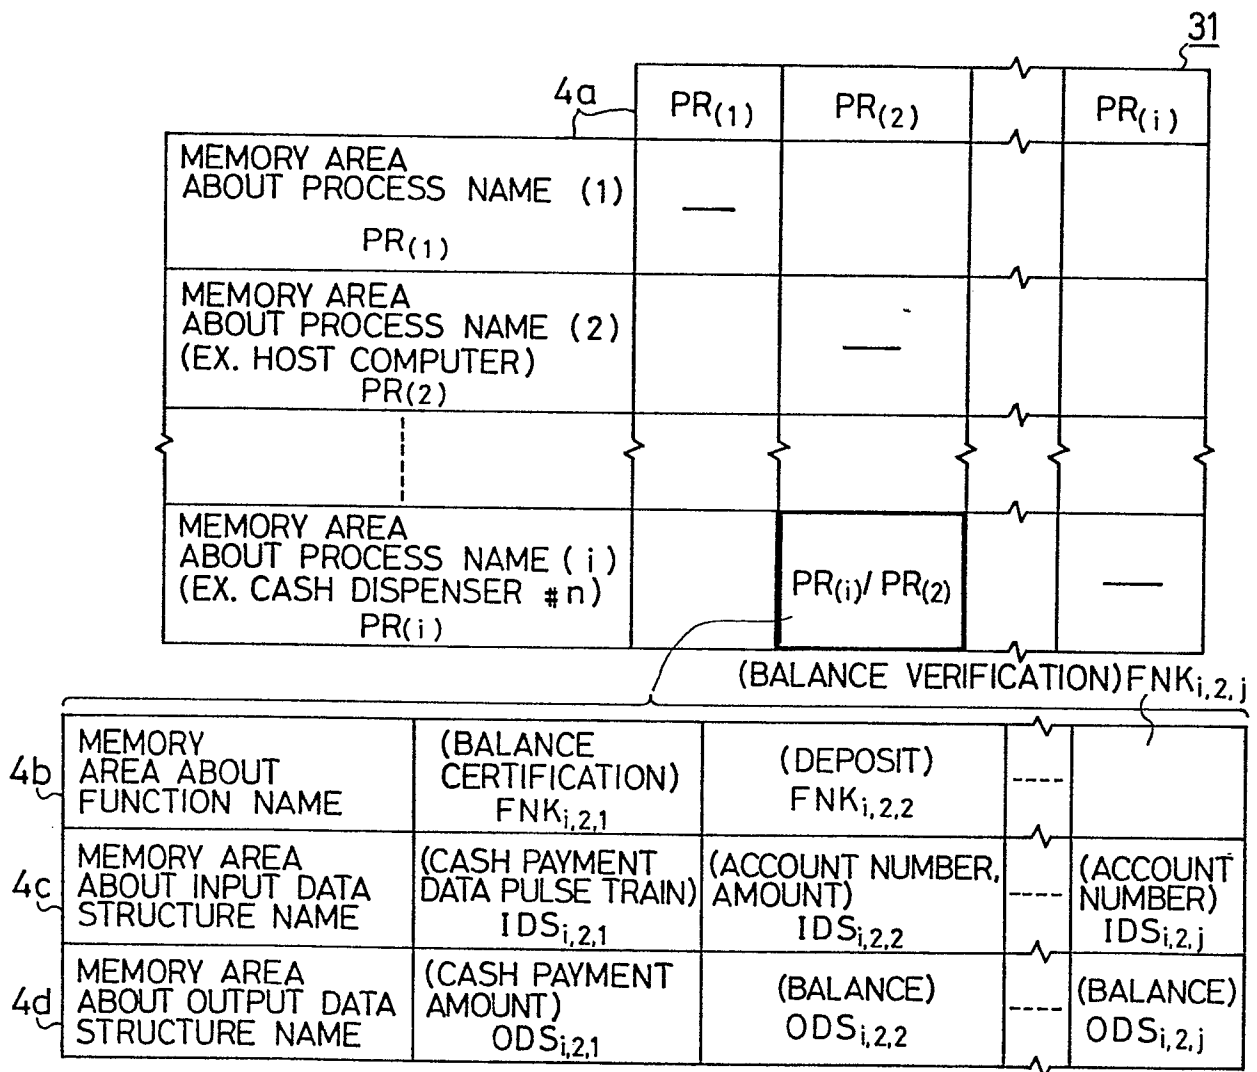 31
4a
PR(1) PR(2) PR(i)
MEMORY AREA
ABOUT PROCESS NAME (1)
PR(1)
—
MEMORY AREA
ABOUT PROCESS NAME (2)
(EX. HOST COMPUTER)
PR(2)
—
MEMORY AREA
ABOUT PROCESS NAME (i)
(EX. CASH DISPENSER #n)
PR(i)
PR(i)/ PR(2)
—
(BALANCE VERIFICATION) FNKi,2,j
4b
MEMORY
AREA ABOUT
FUNCTION NAME
(BALANCE
CERTIFICATION)
FNKi,2,1
(DEPOSIT)
FNKi,2,2
4c
MEMORY AREA
ABOUT INPUT DATA
STRUCTURE NAME
(CASH PAYMENT
DATA PULSE TRAIN)
IDSi,2,1
(ACCOUNT NUMBER,
AMOUNT)
IDSi,2,2
(ACCOUNT
NUMBER)
IDSi,2,j
4d
MEMORY AREA
ABOUT OUTPUT DATA
STRUCTURE NAME
(CASH PAYMENT
AMOUNT)
ODSi,2,1
(BALANCE)
ODSi,2,2
(BALANCE)
ODSi,2,j